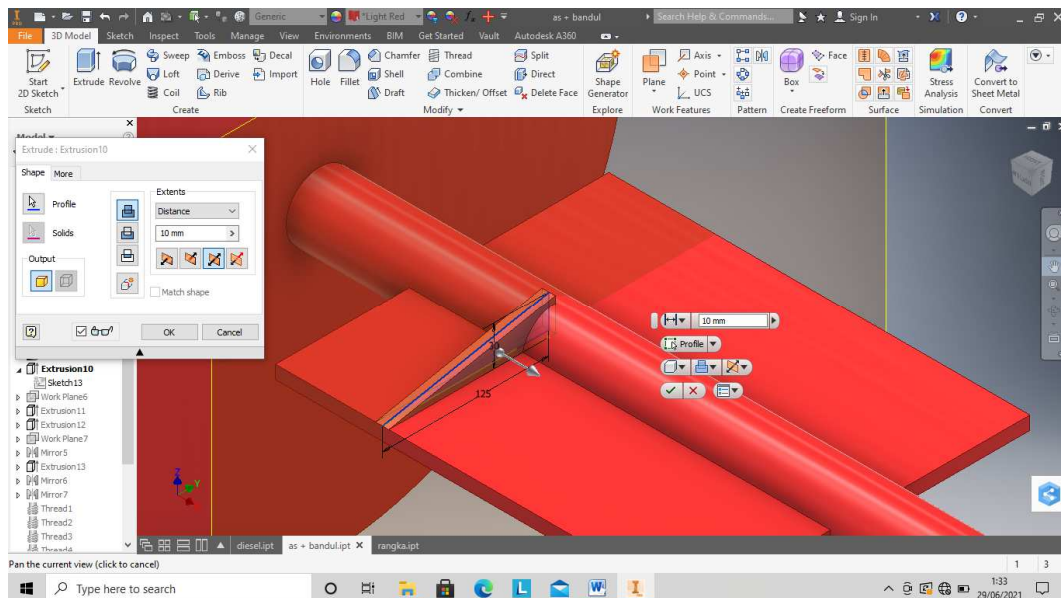 PRO
Generic
*Light Red
as + bandul
Search Help & Commands...
Sign In
File
3D Model
Sketch
Inspect
Tools
Manage
View
Environments
BIM
Get Started
Vault
Autodesk A360
Start
2D Sketch
Extrude
Revolve
Sweep
Emboss
Decal
Loft
Derive
Import
Coil
Rib
Hole
Fillet
Chamfer
Thread
Split
Shell
Combine
Direct
Draft
Thicken/ Offset
Delete Face
Shape
Generator
Plane
Axis
Point
UCS
Box
Face
Stress
Analysis
Convert to
Sheet Metal
Sketch
Create
Modify
Explore
Work Features
Pattern
Create Freeform
Surface
Simulation
Convert
Model
Extrude : Extrusion10
Shape
More
Profile
Solids
Output
Extents
Distance
10 mm
Match shape
OK
Cancel
Extrusion10
Sketch13
Work Plane6
Extrusion11
Extrusion12
Work Plane7
Mirror5
Extrusion13
Mirror6
Mirror7
Thread1
Thread2
Thread3
Thread4
10 mm
Profile
125
Z
Y
diesel.ipt
as + bandul.ipt
rangka.ipt
Pan the current view (click to cancel)
1
3
Type here to search
1:33
29/06/2021